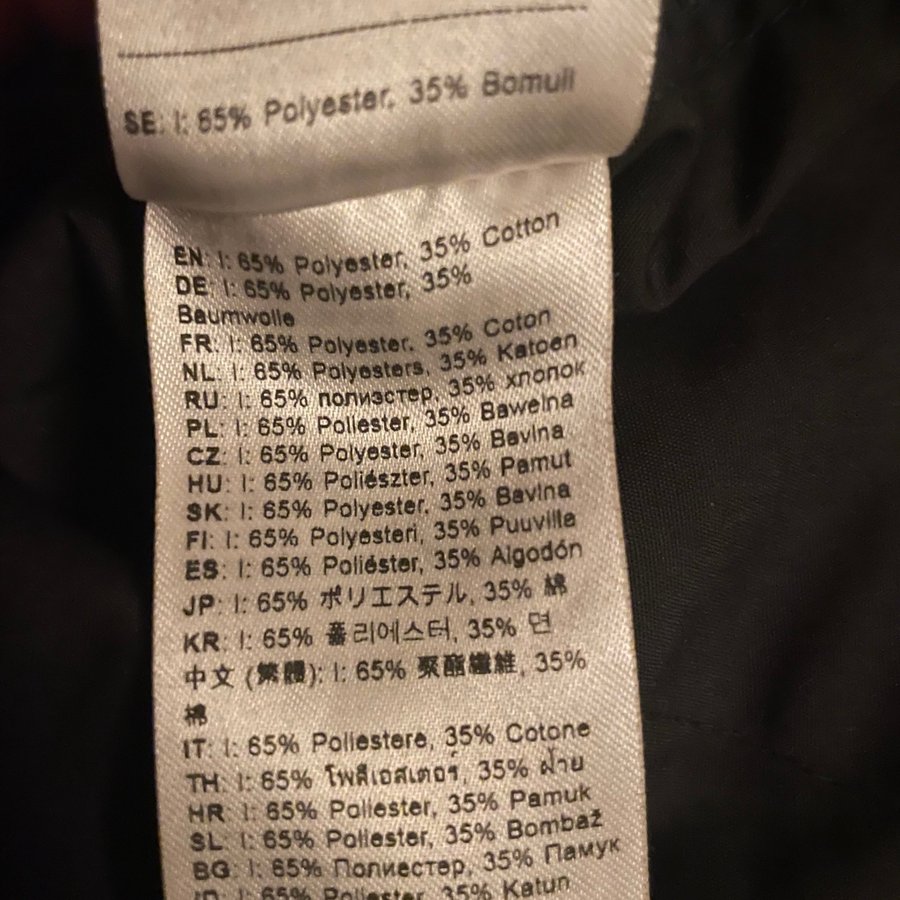 SE: I: 65% Polyester, 35% Bomull
EN: I: 65% Polyester, 35% Cotton
DE: I: 65% Polyester, 35%
Baumwolle
FR: I: 65% Polyester, 35% Coton
NL: I: 65% Polyesters, 35% Katoen
RU: I: 65% полиэстер, 35% хлопок
PL: I: 65% Poliester, 35% Bawełna
CZ: I: 65% Polyester, 35% Bavlna
HU: I: 65% Poliészter, 35% Pamut
SK: I: 65% Polyester, 35% Bavlna
FI: I: 65% Polyesteri, 35% Puuvilla
ES: I: 65% Poliéster, 35% Algodón
JP: I: 65% ポリエステル, 35% 綿
KR: I: 65% 폴리에스터, 35% 면
中文 (繁體): I: 65% 聚酯纖維, 35%
棉
IT: I: 65% Poliestere, 35% Cotone
TH: I: 65% โพลีเอสเตอร์, 35% ฝ้าย
HR: I: 65% Poliester, 35% Pamuk
SL: I: 65% Poliester, 35% Bombaž
BG: I: 65% Полиестер, 35% Памук
ID: I: 65% Poliester, 35% Katun